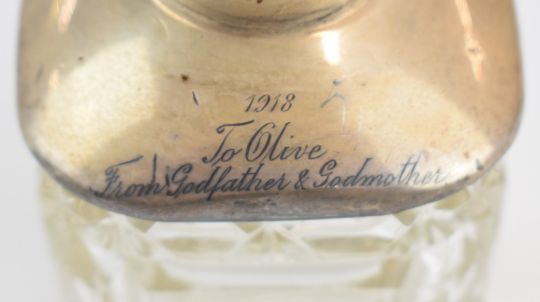 1918
To Olive
From Godfather & Godmother